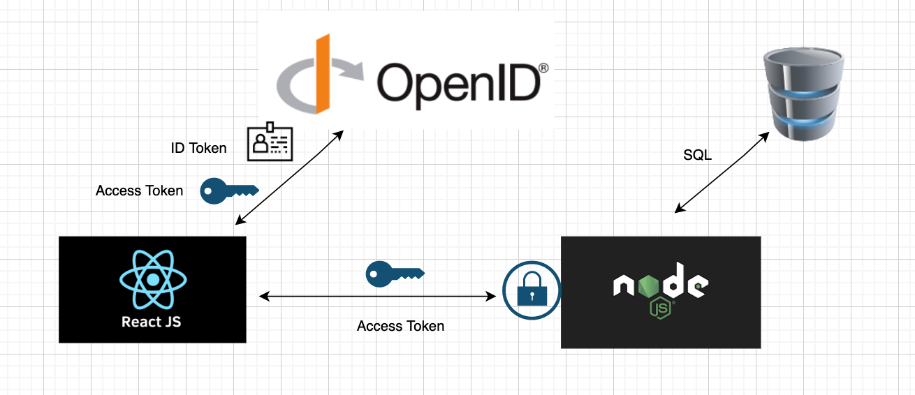 OpenID®
ID Token
SQL
Access Token
React JS
node
JS
Access Token